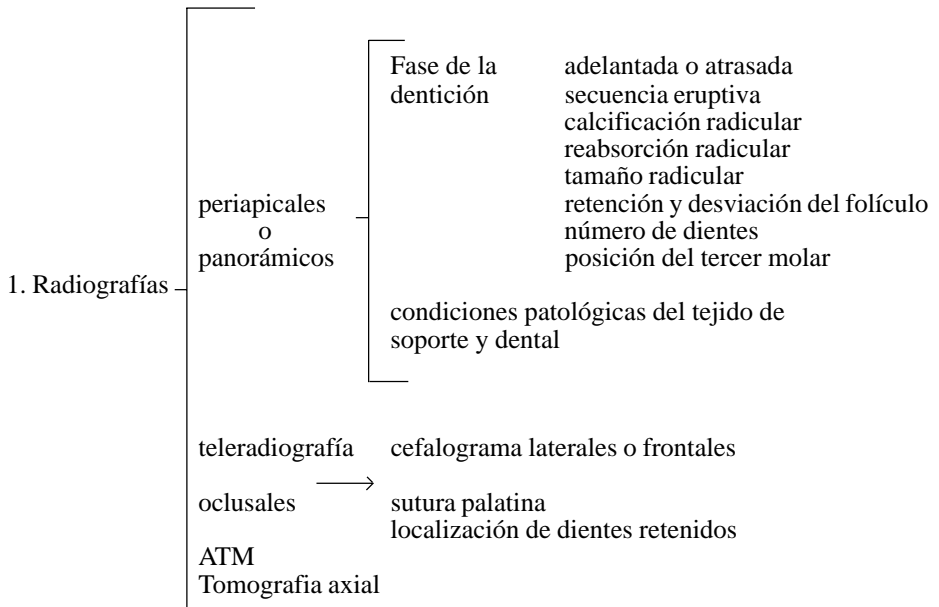 1. Radiografías
periapicales
o
panorámicos
Fase de la
dentición
adelantada o atrasada
secuencia eruptiva
calcificación radicular
reabsorción radicular
tamaño radicular
retención y desviación del folículo
número de dientes
posición del tercer molar
condiciones patológicas del tejido de
soporte y dental
teleradiografía
cefalograma laterales o frontales
oclusales
sutura palatina
localización de dientes retenidos
ATM
Tomografia axial